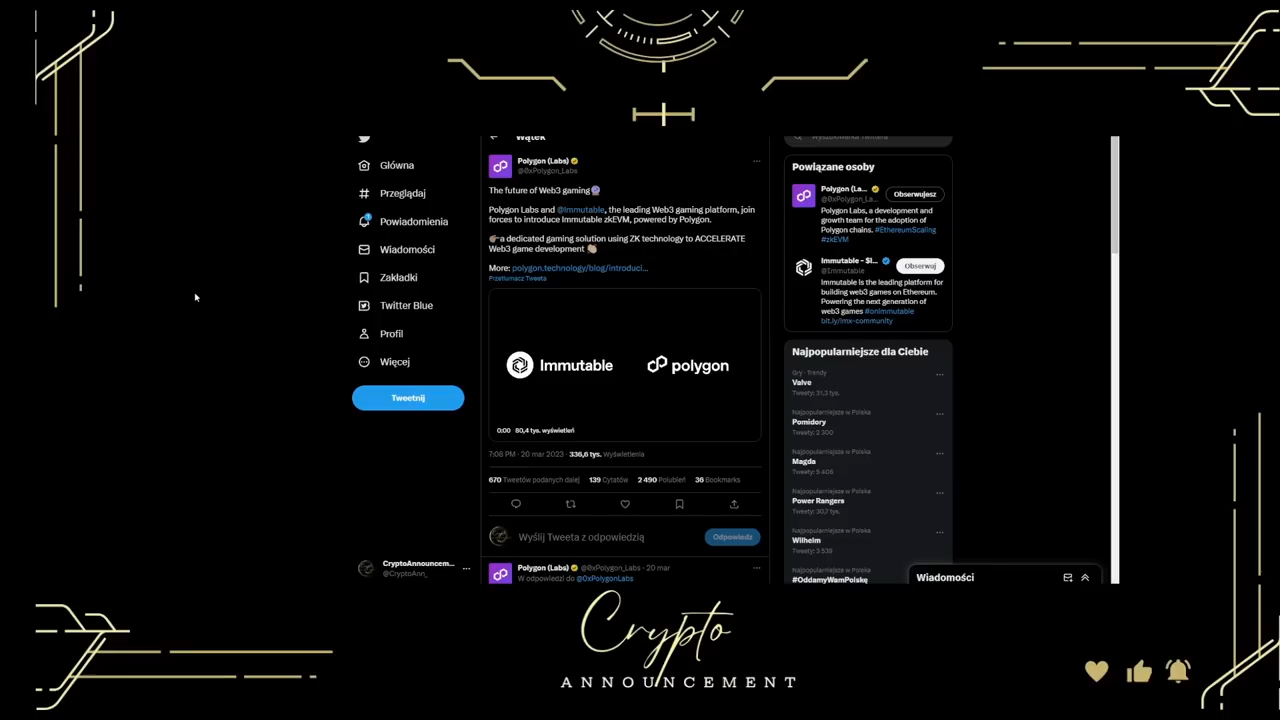 Główna
Przeglądaj
Powiadomienia
Wiadomości
Zakładki
Twitter Blue
Profil
Więcej
Tweetnij
CryptoAnnouncem...
@CryptoAnn_
Wątek
Polygon (Labs)
@0xPolygon_Labs
The future of Web3 gaming🔮
Polygon Labs and @Immutable, the leading Web3 gaming platform, join
forces to introduce Immutable zkEVM, powered by Polygon.
a dedicated gaming solution using ZK technology to ACCELERATE
Web3 game development
More: polygon.technology/blog/introduci...
Przetłumacz Tweeta
Immutable polygon
0:00 80,4 tys. wyświetleń
7:06 PM · 20 mar 2023 · 336,6 tys. Wyświetlenia
670 Tweetów podanych dalej 139 Cytatów 2 490 Polubień 36 Bookmarks
Wyślij Tweeta z odpowiedzią
Odpowiedz
Polygon (Labs) @0xPolygon_Labs · 20 mar
W odpowiedzi do @0xPolygonLabs
Wyszukiwarka Twittera
Powiązane osoby
Polygon (La...
@0xPolygon_La...
Obserwujesz
Polygon Labs, a development and
growth team for the adoption of
Polygon chains. #EthereumScaling
#zkEVM
Immutable - $I...
@Immutable
Obserwuj
Immutable is the leading platform for
building web3 games on Ethereum.
Powering the next generation of
web3 games #onImmutable
bit.ly/imx-community
Najpopularniejsze dla Ciebie
Gry · Trendy
Valve
Tweety: 31,3 tys.
Najpopularniejsze w Polska
Pomidory
Tweety: 2 300
Najpopularniejsze w Polska
Magda
Tweety: 5 406
Najpopularniejsze w Polska
Power Rangers
Tweety: 30,7 tys.
Najpopularniejsze w Polska
Wilhelm
Tweety: 3 539
Najpopularniejsze w Polska
#OddamyWamPolskę
Wiadomości
Crypto
ANNOUNCEMENT